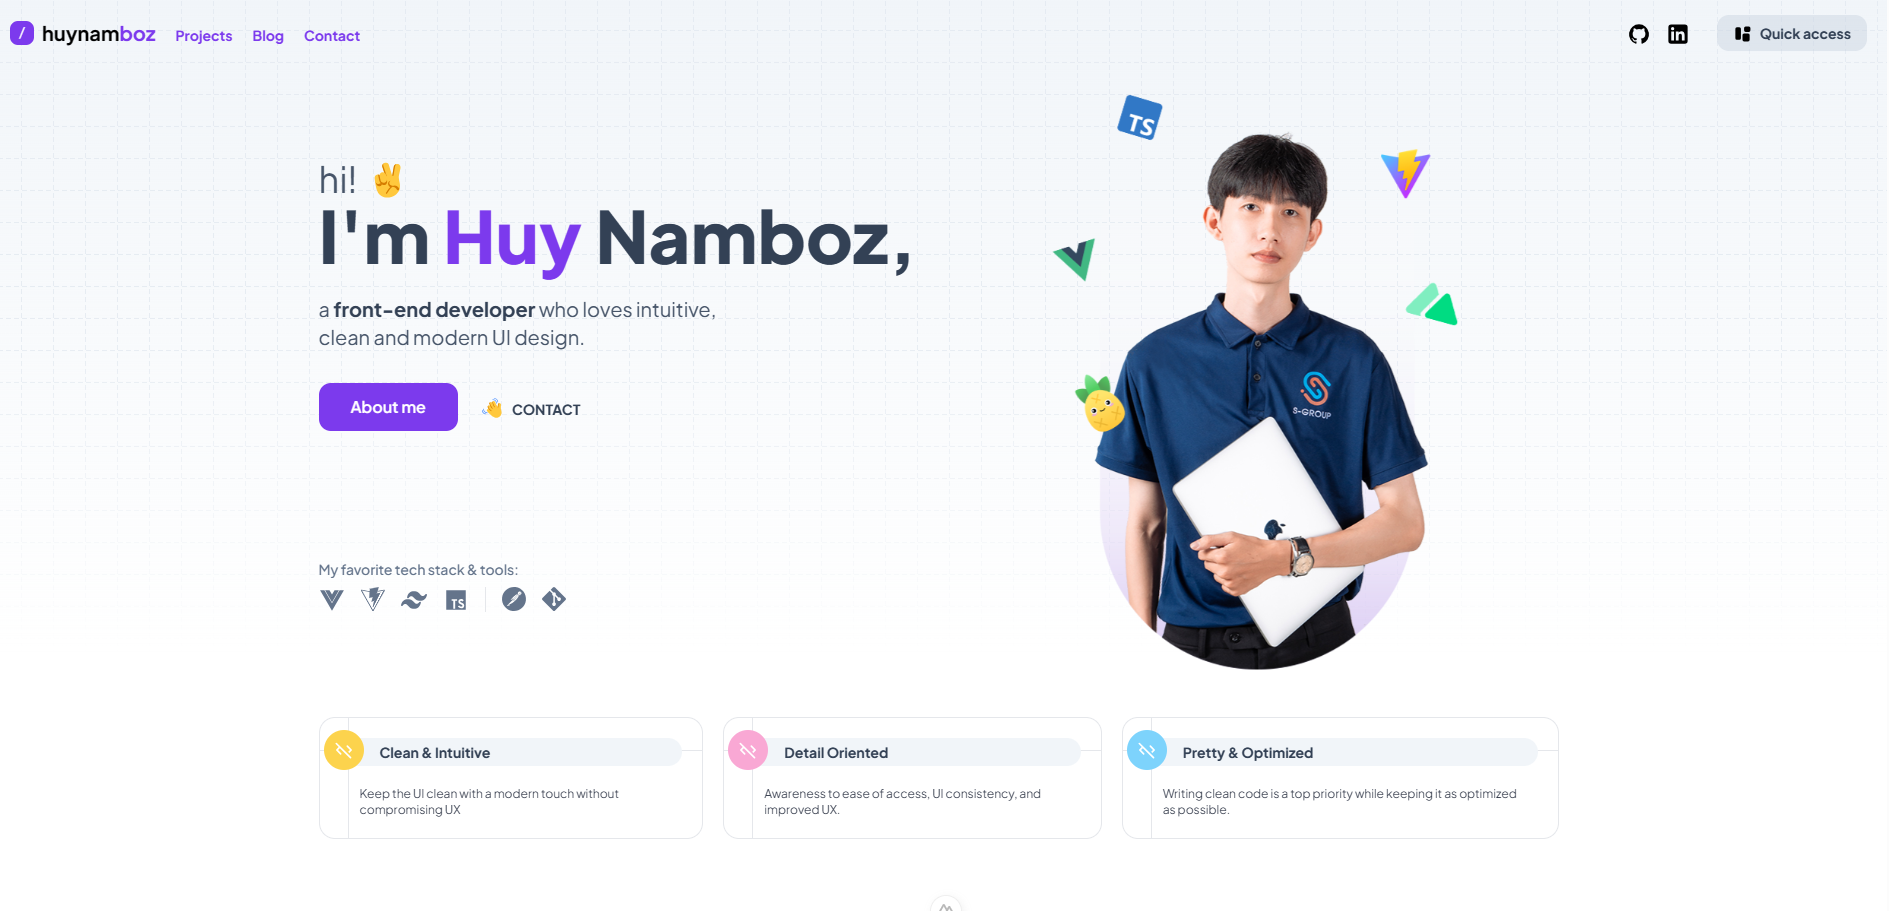 / huynamboz Projects Blog Contact Quick access
TS
hi!
I'm Huy Namboz,
a front-end developer who loves intuitive,
clean and modern UI design.
S-GROUP
About me CONTACT
My favorite tech stack & tools:
TS
Clean & Intuitive
Keep the UI clean with a modern touch without
compromising UX
Detail Oriented
Awareness to ease of access, UI consistency, and
improved UX.
Pretty & Optimized
Writing clean code is a top priority while keeping it as optimized
as possible.